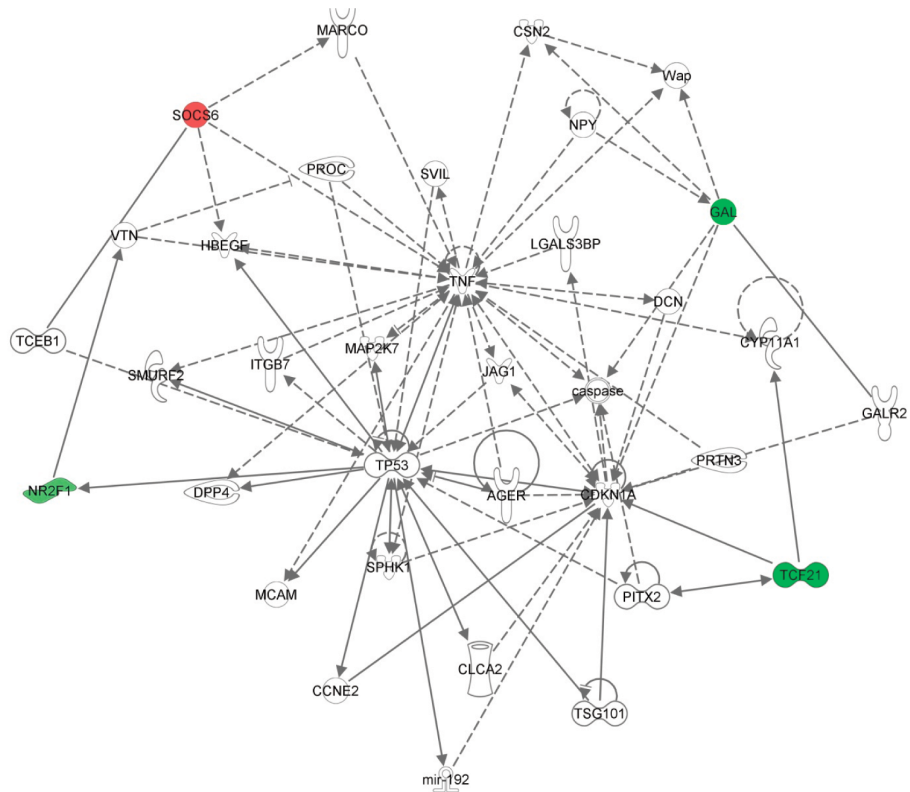 MARCO
CSN2
Wap
SOCS6
NPY
PROC
SVIL
GAL
VTN
HBEGF
LGALS3BP
TNF
DCN
TCEB1
CYP11A1
SMURF2
ITGB7
MAP2K7
JAG1
caspase
GALR2
TP53
PRTN3
NR2F1
DPP4
AGER
CDKN1A
SPHK1
TCF21
MCAM
PITX2
CLCA2
CCNE2
TSG101
mir-192